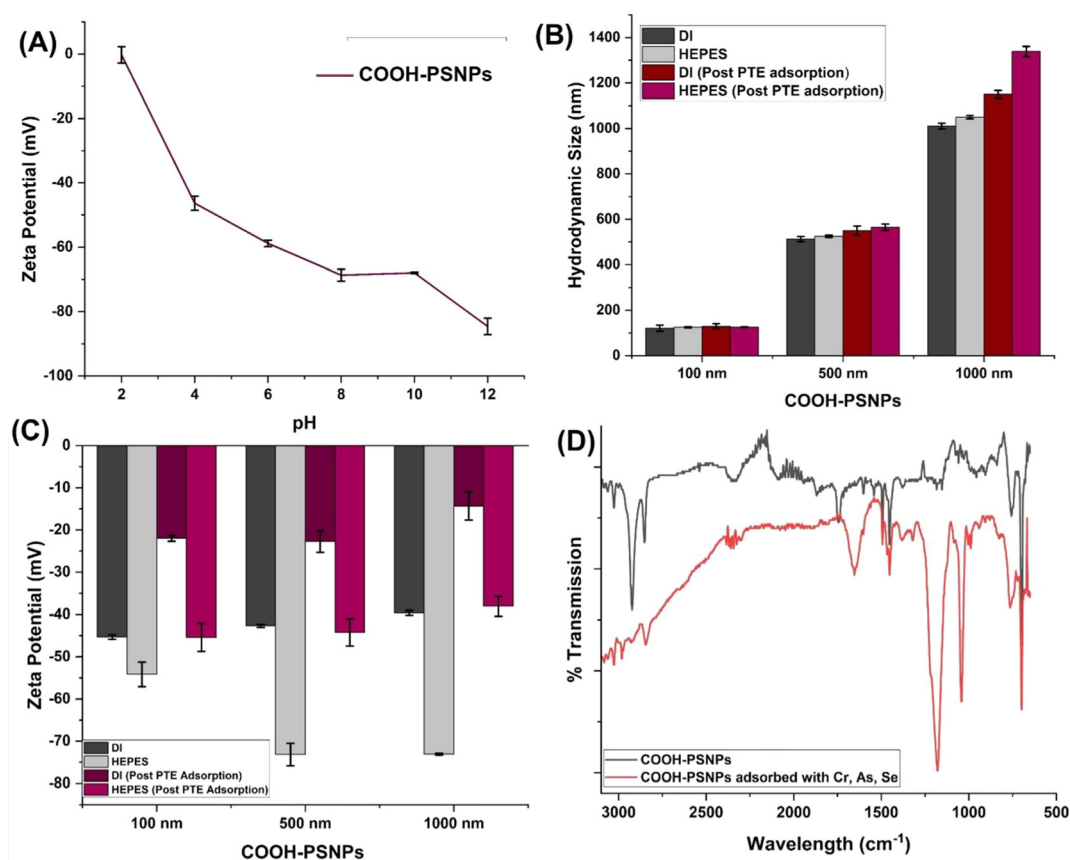 (A)
COOH-PSNPs
Zeta Potential (mV)
0
-20
-40
-60
-80
-100
2 4 6 8 10 12
pH
(B)
DI
HEPES
DI (Post PTE adsorption)
HEPES (Post PTE adsorption)
Hydrodynamic Size (nm)
1400
1200
1000
600
400
200
0
100 nm 500 nm 1000 nm
COOH-PSNPs
(C)
Zeta Potential (mV)
0
-10
-20
-30
-40
-50
-60
-70
-80
DI
HEPES
DI (Post PTE Adsorption)
HEPES (Post PTE Adsorption)
100 nm 500 nm 1000 nm
COOH-PSNPs
(D)
% Transmission
COOH-PSNPs
COOH-PSNPs adsorbed with Cr, As, Se
3000 2500 2000 1500 1000 500
Wavelength (cm-1)